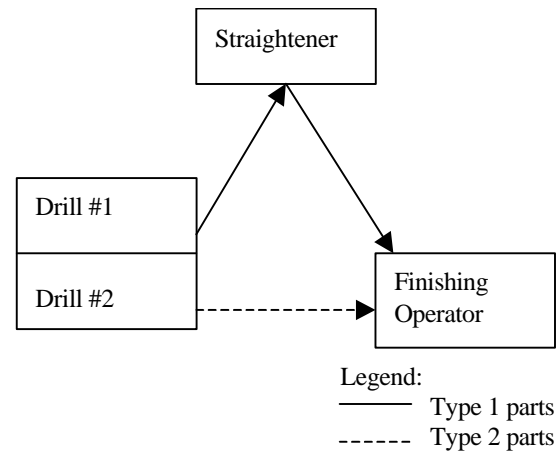 Straightener
Drill #1
Drill #2
Finishing
Operator
Legend:
Type 1 parts
Type 2 parts